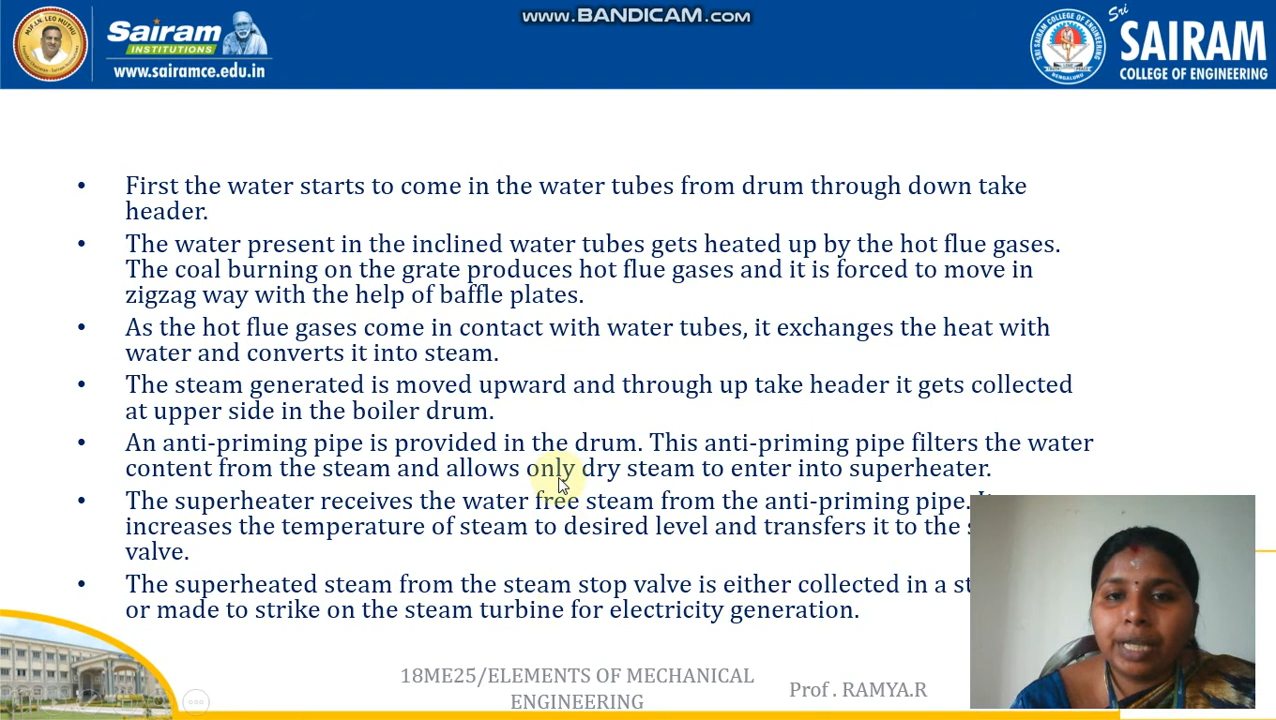 www.BANDICAM.com
MJF. LN. LEO MUTHU
Sairam
INSTITUTIONS
www.sairamce.edu.in
Sri
SAIRAM
COLLEGE OF ENGINEERING
SRI SAIRAM COLLEGE OF ENGINEERING
BENGALURU
• First the water starts to come in the water tubes from drum through down take
header.
• The water present in the inclined water tubes gets heated up by the hot flue gases.
The coal burning on the grate produces hot flue gases and it is forced to move in
zigzag way with the help of baffle plates.
• As the hot flue gases come in contact with water tubes, it exchanges the heat with
water and converts it into steam.
• The steam generated is moved upward and through up take header it gets collected
at upper side in the boiler drum.
• An anti-priming pipe is provided in the drum. This anti-priming pipe filters the water
content from the steam and allows only dry steam to enter into superheater.
• The superheater receives the water free steam from the anti-priming pipe.
increases the temperature of steam to desired level and transfers it to the
valve.
• The superheated steam from the steam stop valve is either collected in a
or made to strike on the steam turbine for electricity generation.
18ME25/ELEMENTS OF MECHANICAL
ENGINEERING
Prof . RAMYA.R